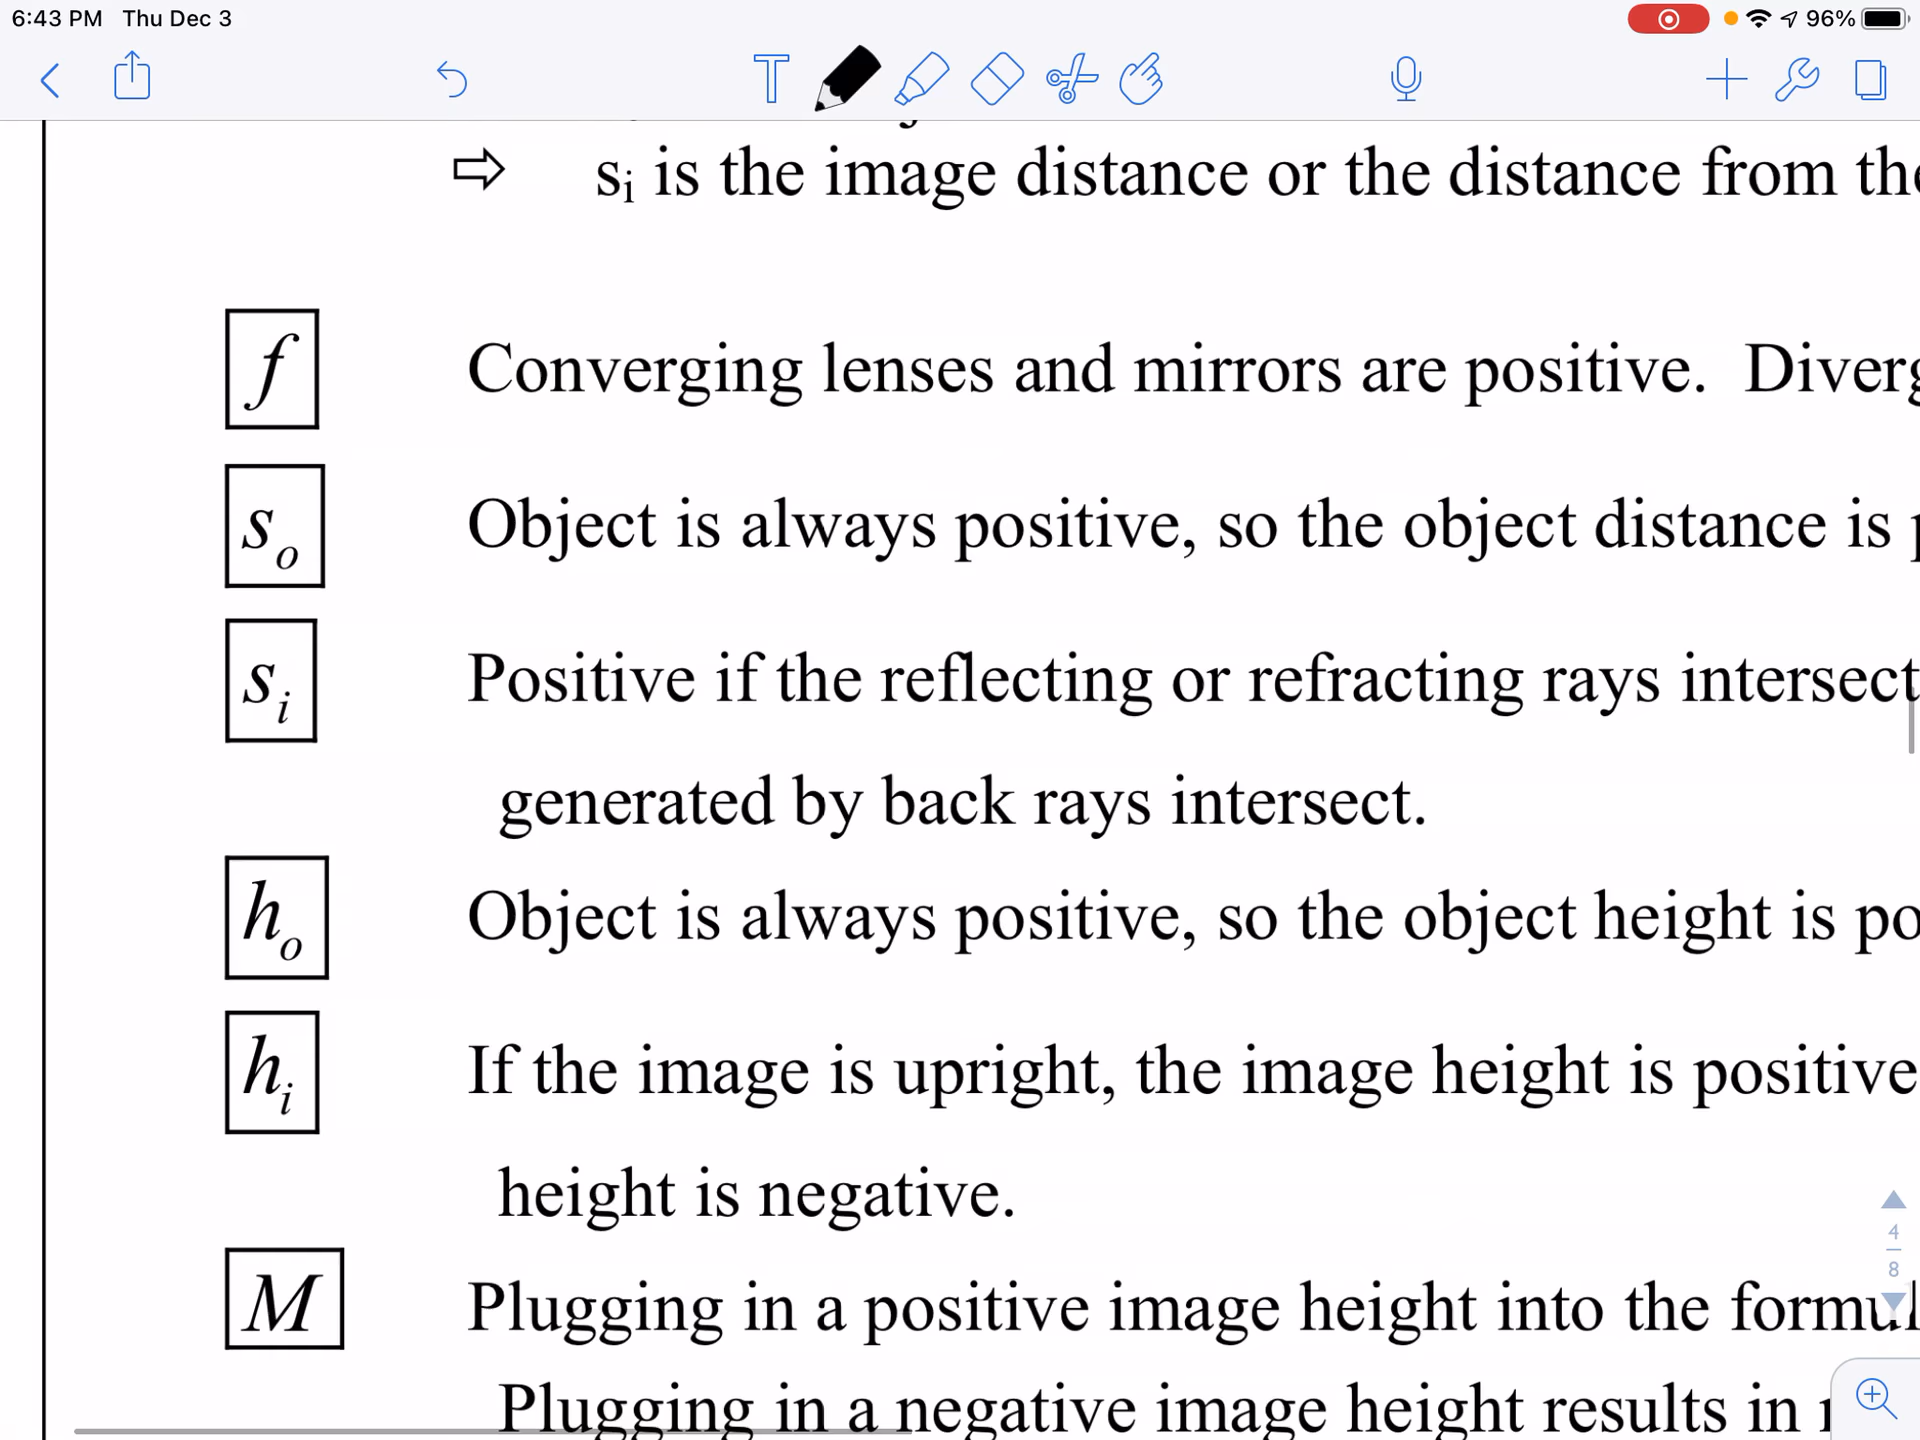 6:43 PM Thu Dec 3 96%
T
sᵢ is the image distance or the distance from the
f Converging lenses and mirrors are positive. Diverg
sₒ Object is always positive, so the object distance is
sᵢ Positive if the reflecting or refracting rays intersect
generated by back rays intersect.
hₒ Object is always positive, so the object height is po
hᵢ If the image is upright, the image height is positive
height is negative.
4
8
M Plugging in a positive image height into the formul
Plugging in a negative image height results in